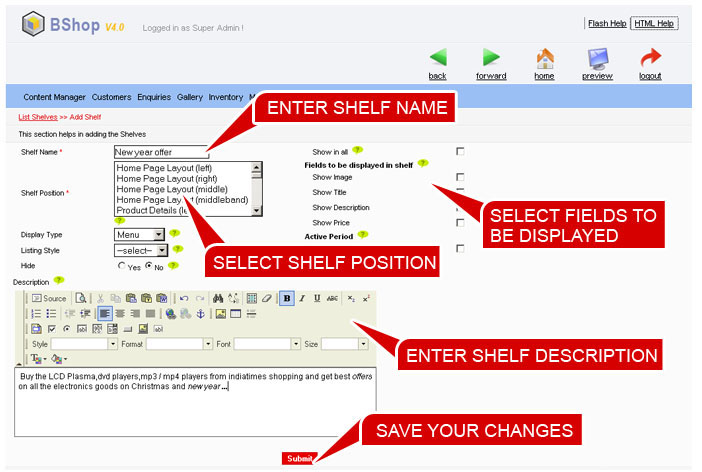 BShop V4.0
Logged in as Super Admin !
Flash Help HTML Help
back forward home preview logout
Content Manager Customers Enquiries Gallery Inventory
ENTER SHELF NAME
List Shelves >> Add Shelf
This section helps in adding the Shelves
Shelf Name * New year offer
Show in all
Fields to be displayed in shelf
Home Page Layout (left)
Home Page Layout (right)
Home Page Layout (middle)
Home Page Layout (middleband)
Product Details
Shelf Position *
Show Image
Show Title
Show Description
Show Price
SELECT FIELDS TO
BE DISPLAYED
Display Type Menu
Active Period
Listing Style --select--
SELECT SHELF POSITION
Hide Yes No
Description
Source
B I U ABC x₂ x²
Style Format Font Size
ENTER SHELF DESCRIPTION
Buy the LCD Plasma,dvd players,mp3 / mp4 players from indiatimes shopping and get best offers
on all the electronics goods on Christmas and new year ...
SAVE YOUR CHANGES
Submit